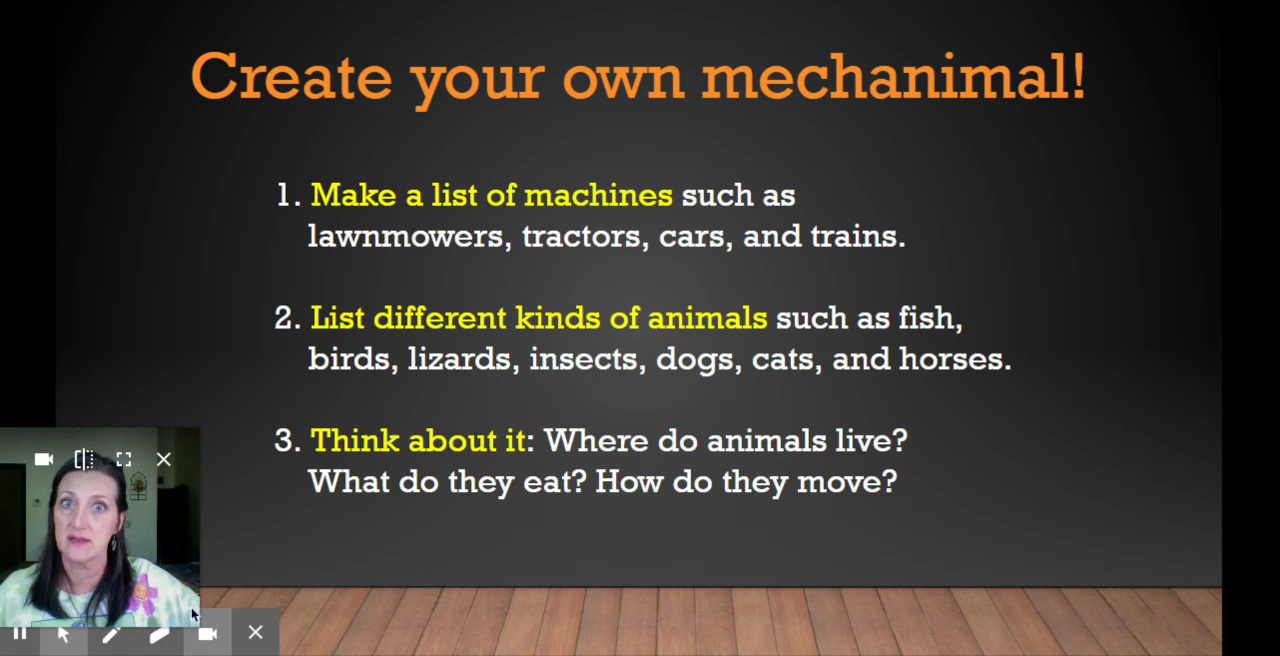 Create your own mechanimal!
1. Make a list of machines such as
lawnmowers, tractors, cars, and trains.
2. List different kinds of animals such as fish,
birds, lizards, insects, dogs, cats, and horses.
3. Think about it: Where do animals live?
What do they eat? How do they move?